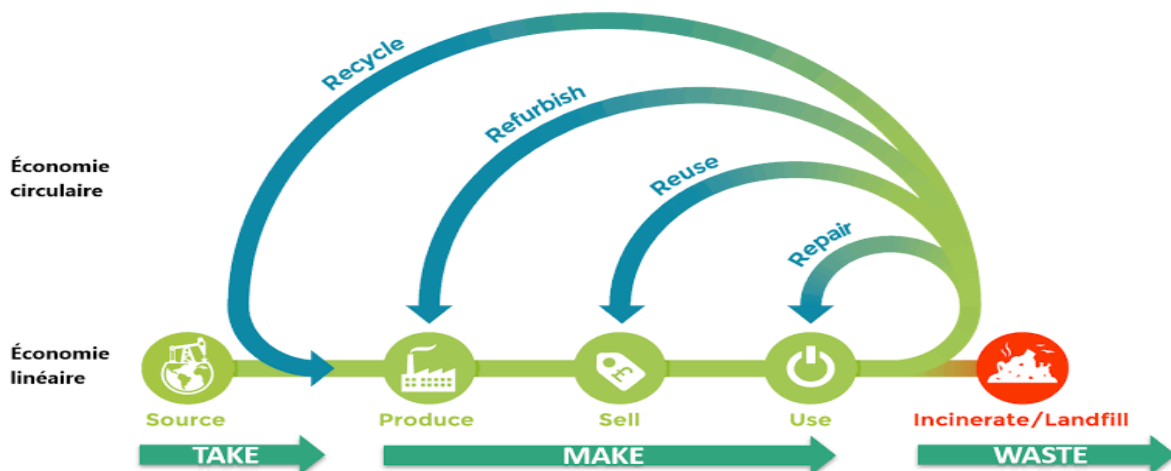 Recycle
Refurbish
Reuse
Repair
Économie
circulaire
Économie
linéaire
£
Source
Produce
Sell
Use
Incinerate/Landfill
TAKE
MAKE
WASTE